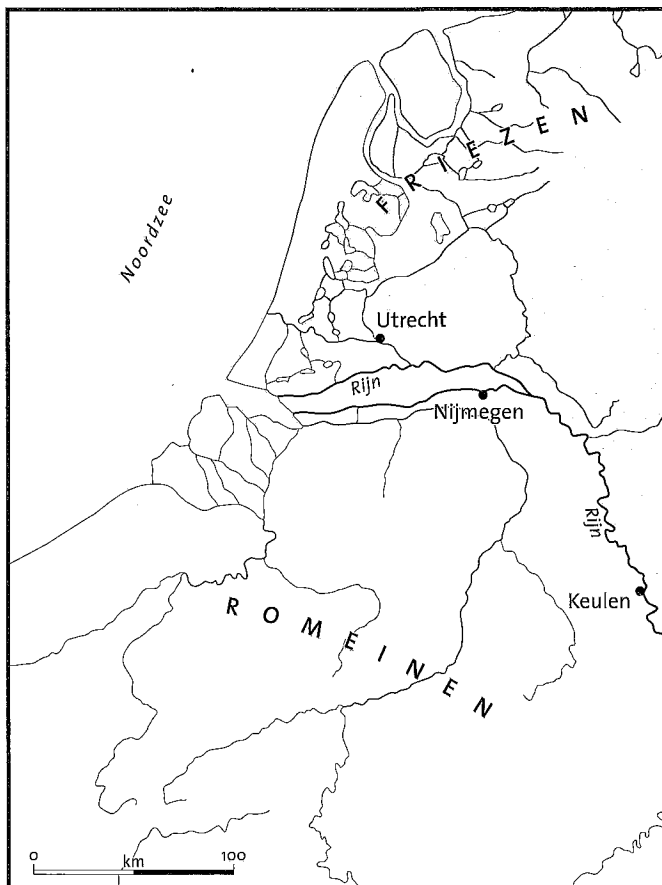 FRIEZEN
Noordzee
Utrecht
Rijn
Nijmegen
Rijn
Keulen
ROMEINEN
0 100
km